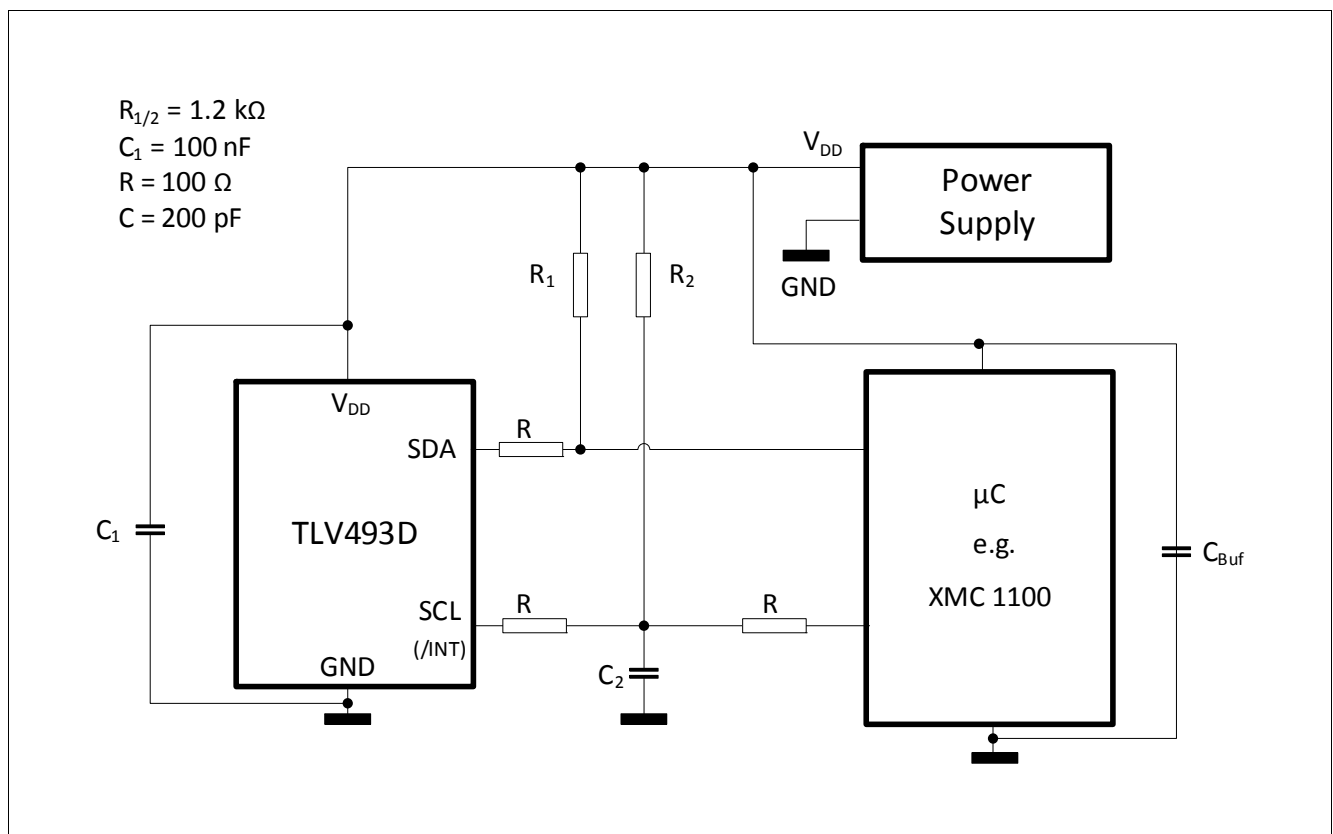 R1/2 = 1.2 kΩ
C1 = 100 nF
R = 100 Ω
C = 200 pF
VDD
Power
Supply
GND
R1
R2
VDD
SDA
R
TLV493D
C1
SCL
(/INT)
GND
R
R
C2
µC
e.g.
XMC 1100
CBuf